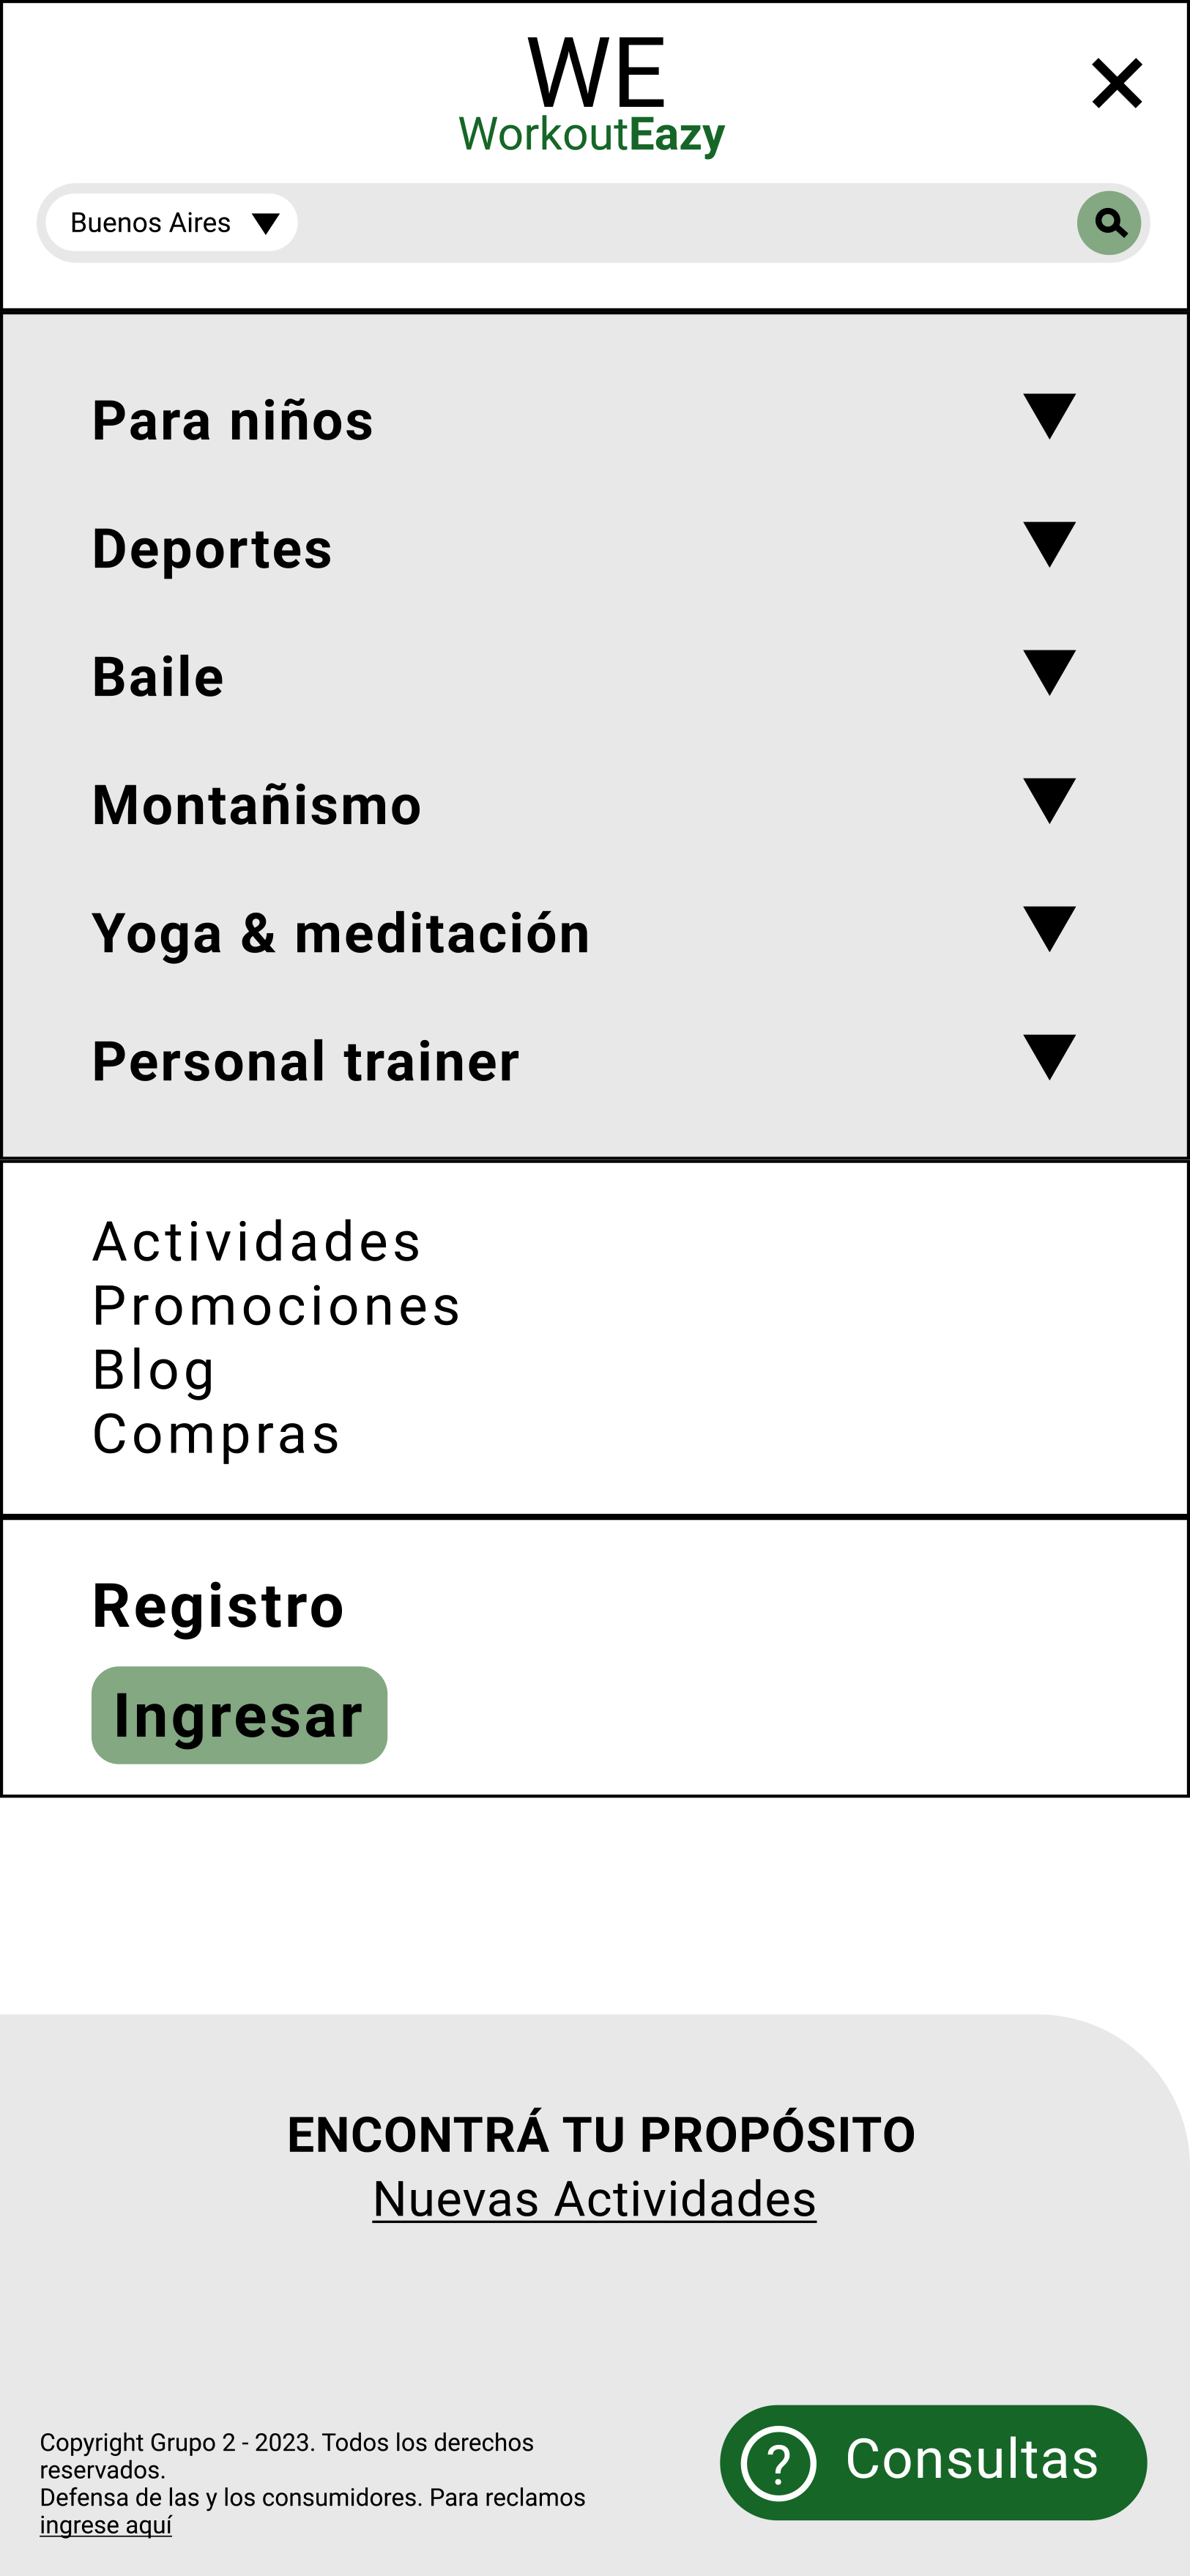 WE
WorkoutEazy
Buenos Aires
Para niños
Deportes
Baile
Montañismo
Yoga & meditación
Personal trainer
Actividades
Promociones
Blog
Compras
Registro
Ingresar
ENCONTRÁ TU PROPÓSITO
Nuevas Actividades
Copyright Grupo 2 - 2023. Todos los derechos
reservados.
Defensa de las y los consumidores. Para reclamos
ingrese aquí
? Consultas